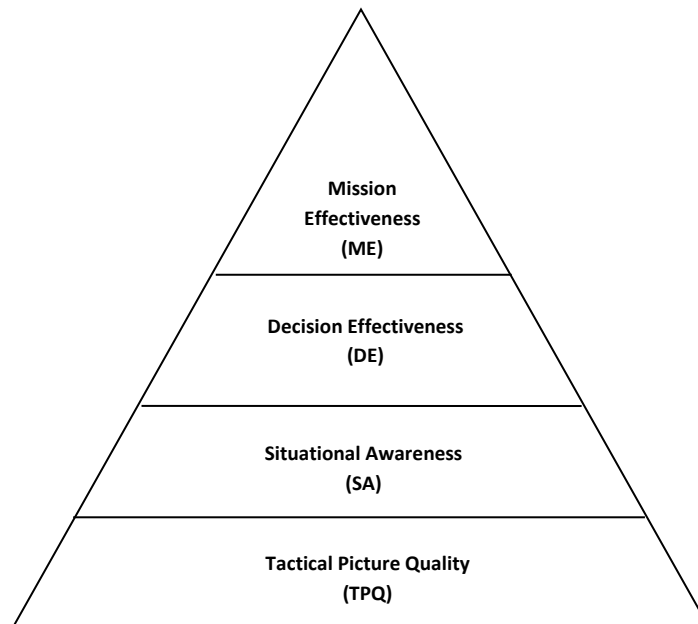 Mission
Effectiveness
(ME)
Decision Effectiveness
(DE)
Situational Awareness
(SA)
Tactical Picture Quality
(TPQ)